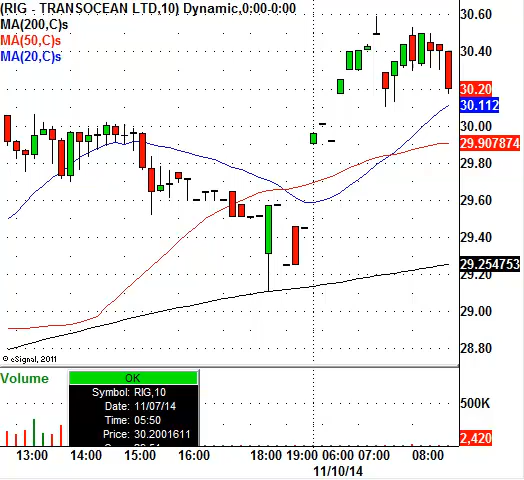 (RIG - TRANSOCEAN LTD,10) Dynamic,0:00-0:00
MA(200,C)s
MA(50,C)s
MA(20,C)s
30.60
30.40
30.20
30.112
30.00
29.907874
29.80
29.60
29.40
29.254753
29.20
29.00
28.80
© eSignal, 2011
Volume
OK
Symbol: RIG,10
Date: 11/07/14
Time: 05:50
Price: 30.2001611
500K
2,420
13:00 14:00 15:00 16:00 18:00 19:00 06:00 07:00 08:00
11/10/14